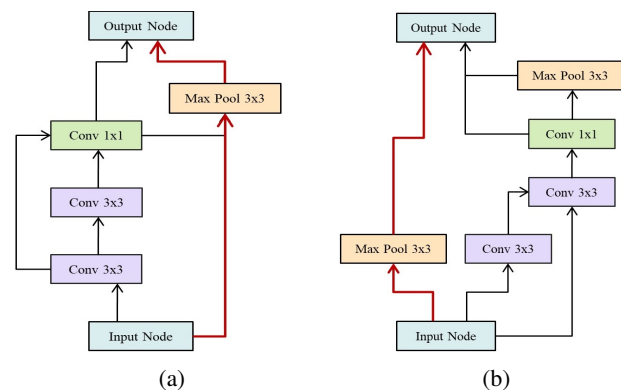 Output Node
Max Pool 3x3
Conv 1x1
Conv 3x3
Conv 3x3
Input Node
(a)
Output Node
Max Pool 3x3
Conv 1x1
Conv 3x3
Max Pool 3x3
Conv 3x3
Input Node
(b)